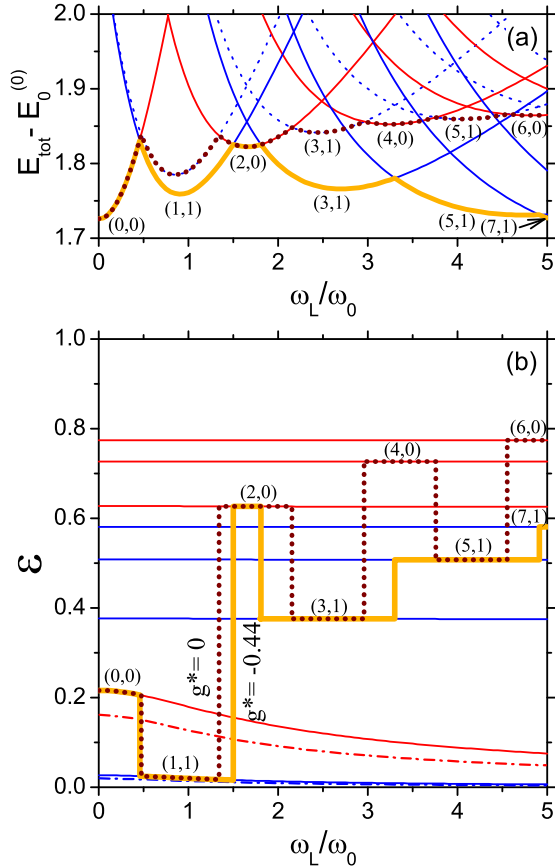 2.0
(a)
1.9
E_tot - E_0^(0)
1.8
1.7
(0,0)
(1,1)
(2,0)
(3,1)
(4,0)
(5,1)
(6,0)
(5,1)
(7,1)
0 1 2 3 4 5
ω_L/ω_0
1.0
(b)
0.8
0.6
ε
0.4
0.2
0.0
(6,0)
(4,0)
(2,0)
(7,1)
(5,1)
(3,1)
g*= 0
g*= -0.44
(0,0)
(1,1)
0 1 2 3 4 5
ω_L/ω_0